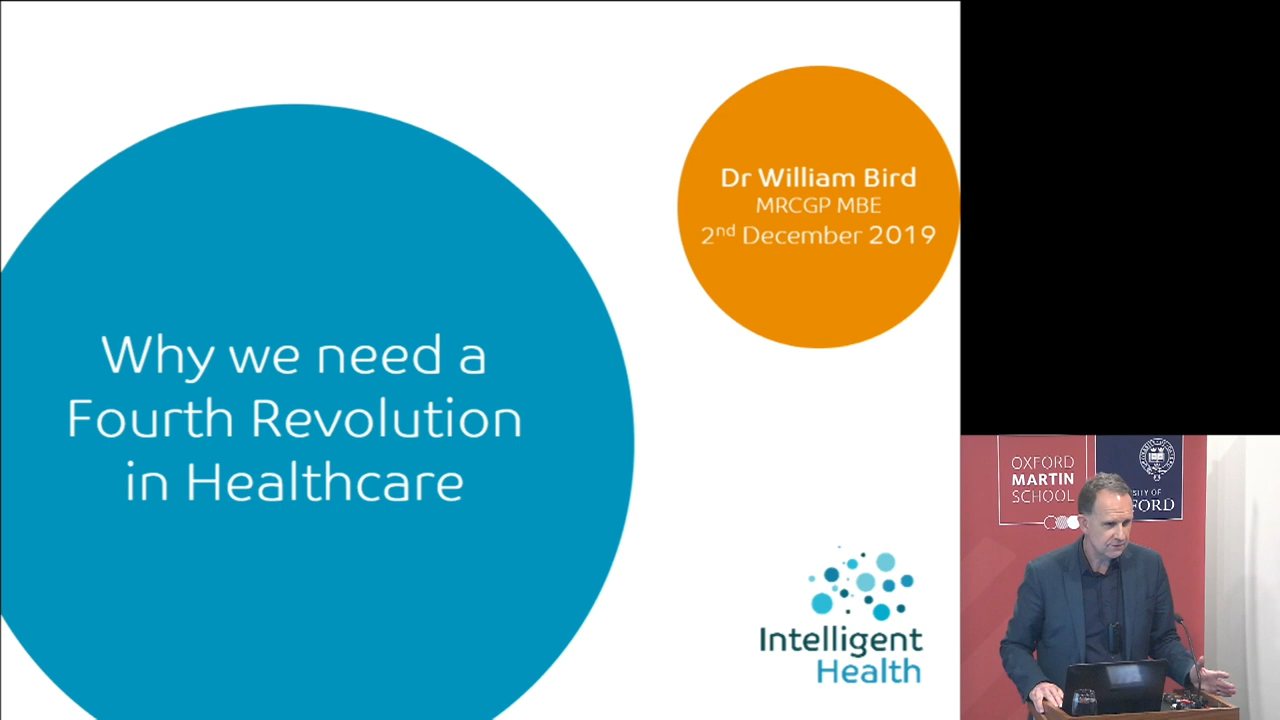 Why we need a
Fourth Revolution
in Healthcare
Dr William Bird
MRCGP MBE
2nd December 2019
Intelligent
Health
OXFORD
MARTIN
SCHOOL
OF